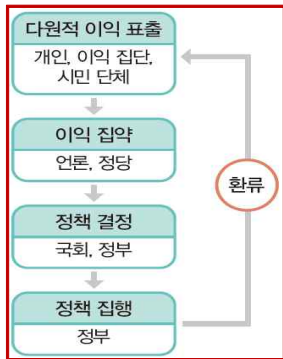 다원적 이익 표출
개인, 이익 집단,
시민 단체
이익 집약
언론, 정당
환류
정책 결정
국회, 정부
정책 집행
정부